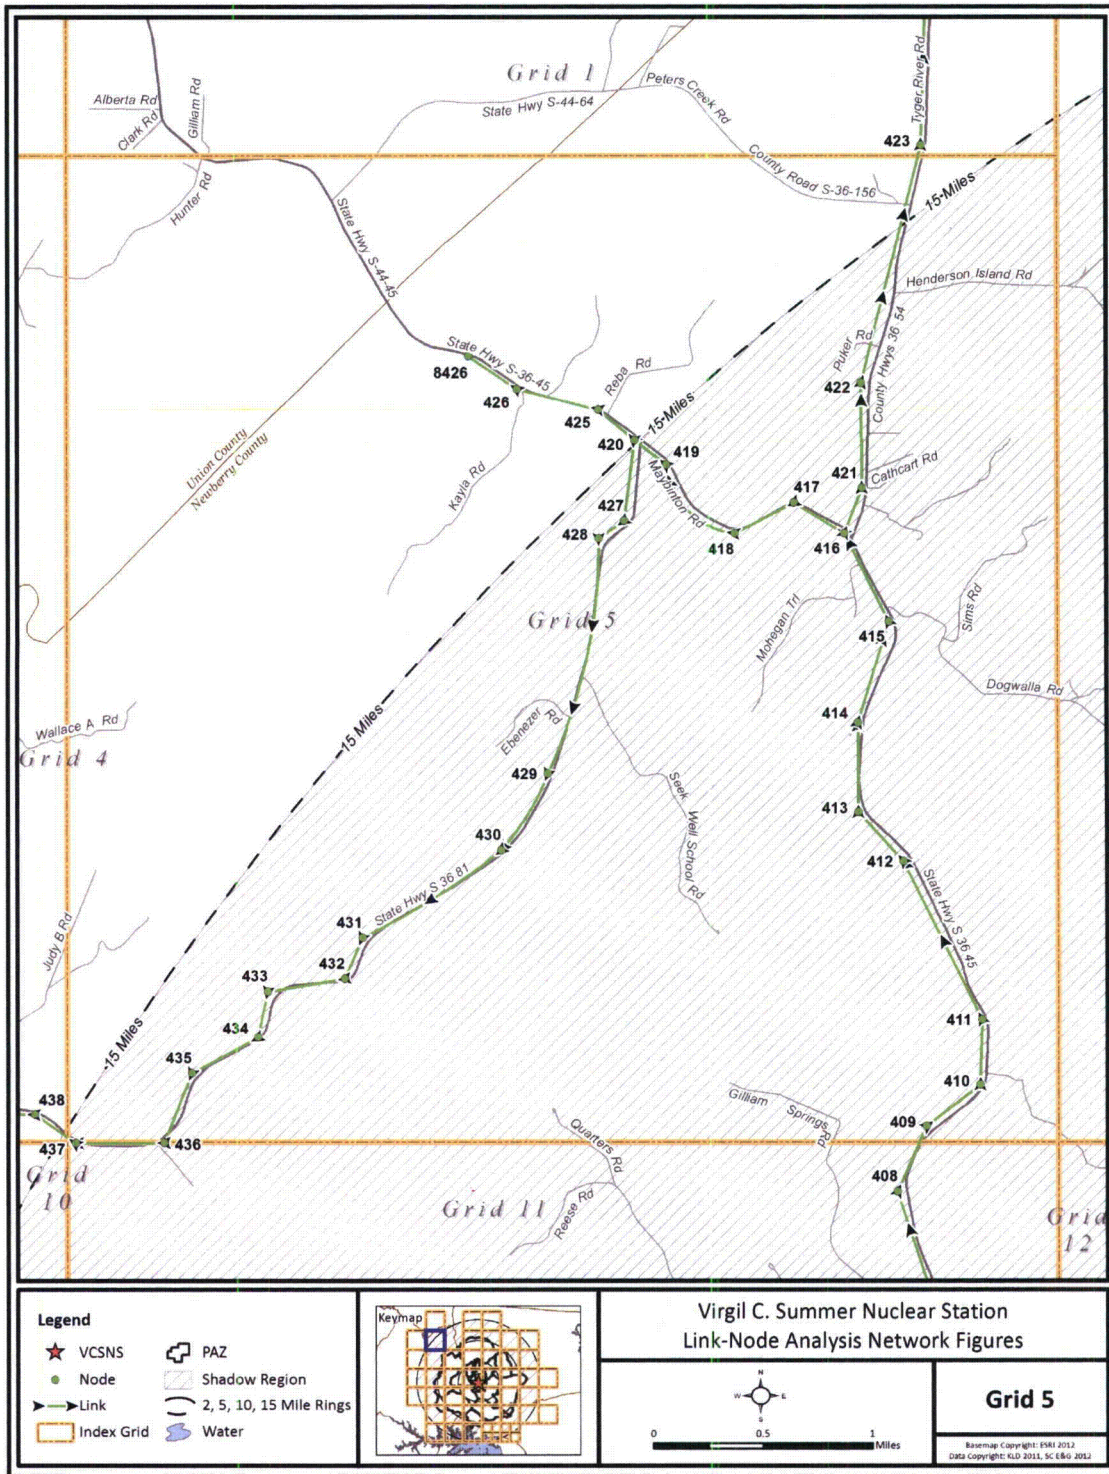 Grid 1
Peters Creek Rd
State Hwy S-44-64
Tyger River Rd
Alberta Rd
Clark Rd
Gilliam Rd
423
County Road S-36-156
15 Miles
Hunter Rd
State Hwy S-44-45
Henderson Island Rd
State Hwy S-36-45
8426
426
425
Reba Rd
Puker Rd
422
County Hwys 36 54
15 Miles
420
419
Union County
Newberry County
Kayla Rd
Maybinton Rd
417
421
Cathcart Rd
427
428
418
416
Grid 5
Mohegan Trl
415
Sims Rd
Dogwalla Rd
Wallace A Rd
Grid 4
15 Miles
Ebenezer Rd
414
429
Seek Well School Rd
413
430
412
State Hwy S 36 81
State Hwy S 36 45
431
432
Judy B Rd
433
434
411
15 Miles
435
410
438
Gilliam Springs Rd
409
437
436
Quarters Rd
408
Grid 10
Grid 11
Reese Rd
Grid 12
Legend
VCSNS
PAZ
Node
Shadow Region
Link
2, 5, 10, 15 Mile Rings
Index Grid
Water
Keymap
Virgil C. Summer Nuclear Station
Link-Node Analysis Network Figures
N
W E
S
0 0.5 1
Miles
Grid 5
Basemap Copyright: ESRI 2012
Data Copyright: KLD 2011, SC E&G 2012